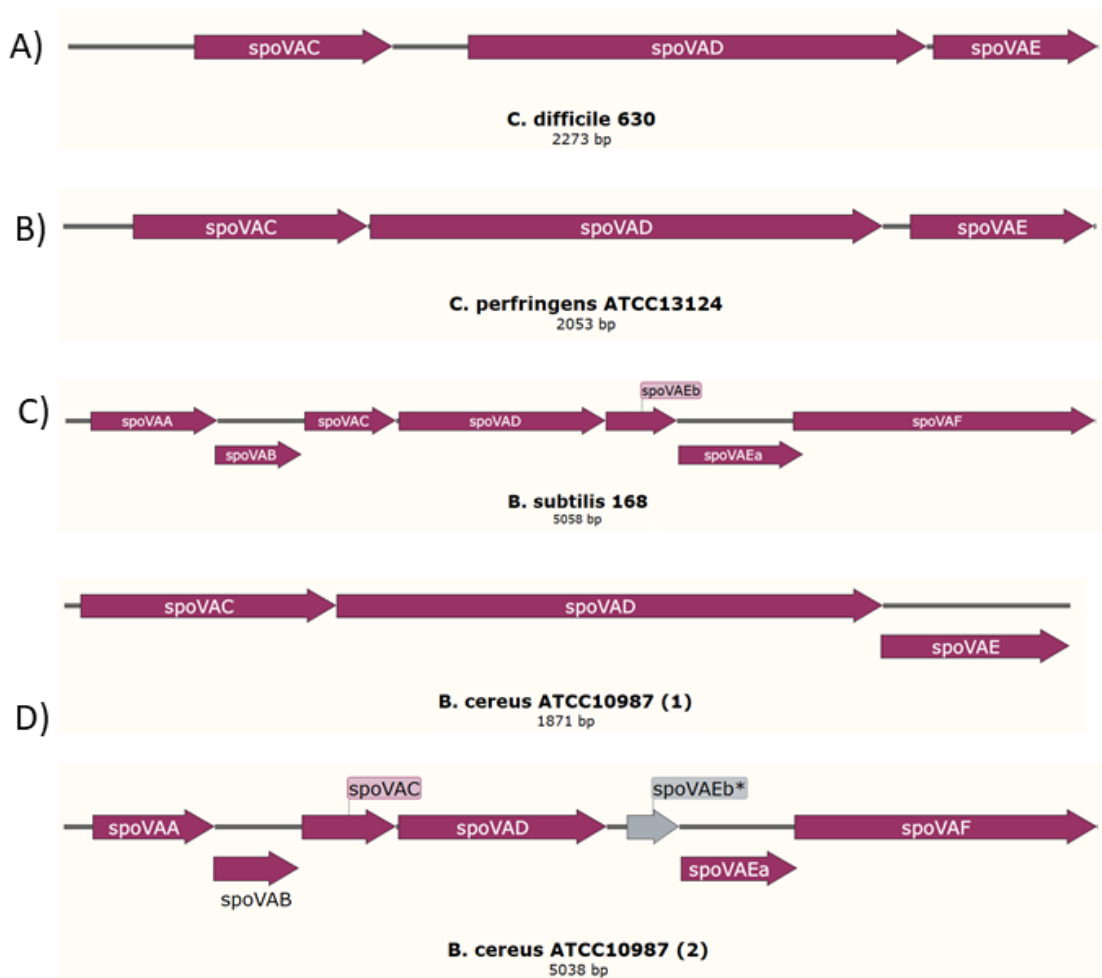 A)
spoVAC spoVAD spoVAE
C. difficile 630
2273 bp
B)
spoVAC spoVAD spoVAE
C. perfringens ATCC13124
2053 bp
C)
spoVAEb
spoVAA spoVAC spoVAD spoVAF
spoVAB spoVAEa
B. subtilis 168
5058 bp
spoVAC spoVAD
spoVAE
B. cereus ATCC10987 (1)
1871 bp
D)
spoVAC spoVAEb*
spoVAA spoVAD spoVAF
spoVAEa
spoVAB
B. cereus ATCC10987 (2)
5038 bp